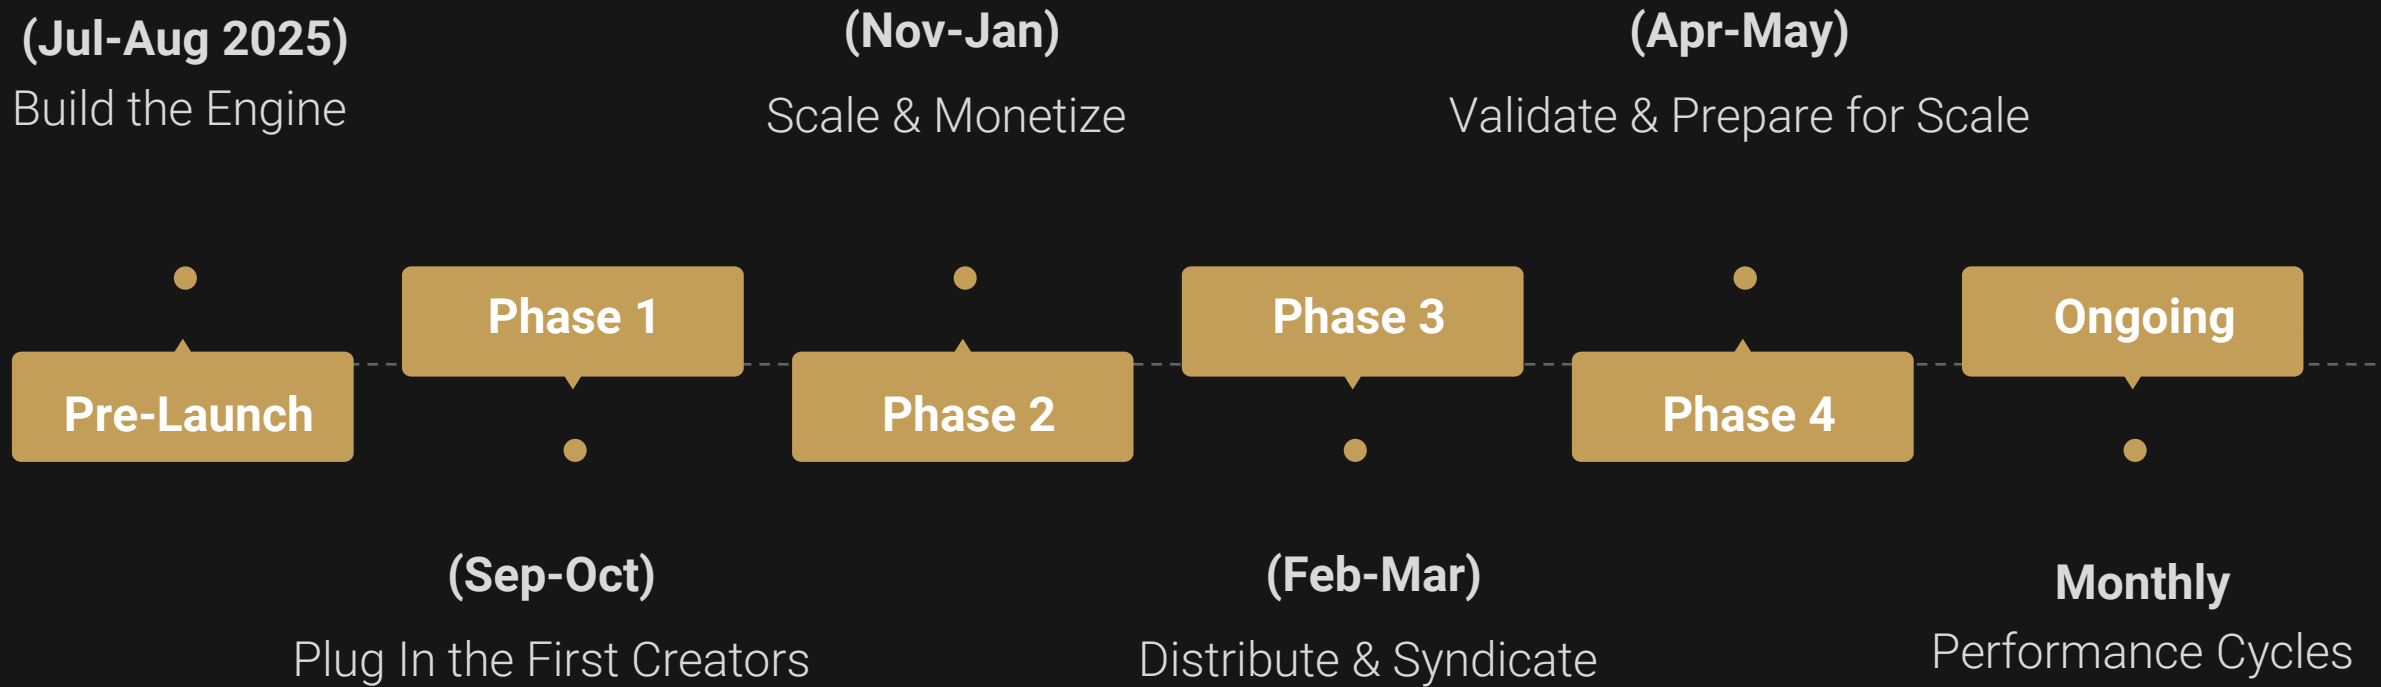 (Jul-Aug 2025)
Build the Engine
(Nov-Jan)
Scale & Monetize
(Apr-May)
Validate & Prepare for Scale
Pre-Launch
Phase 1
Phase 2
Phase 3
Phase 4
Ongoing
(Sep-Oct)
Plug In the First Creators
(Feb-Mar)
Distribute & Syndicate
Monthly
Performance Cycles